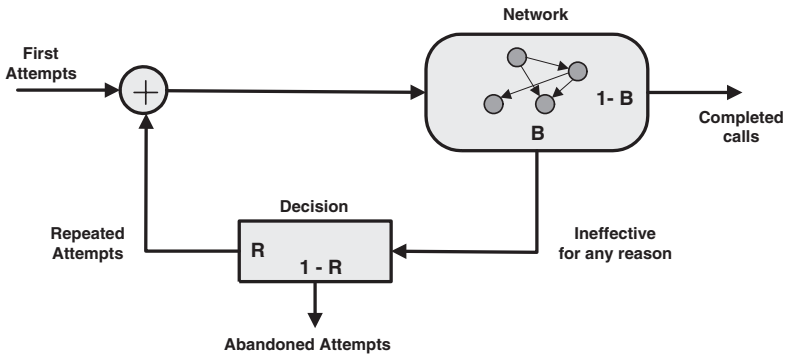 Network
First
Attempts
+
1- B
Completed
calls
B
Decision
Repeated
Attempts
R
1 - R
Ineffective
for any reason
Abandoned Attempts